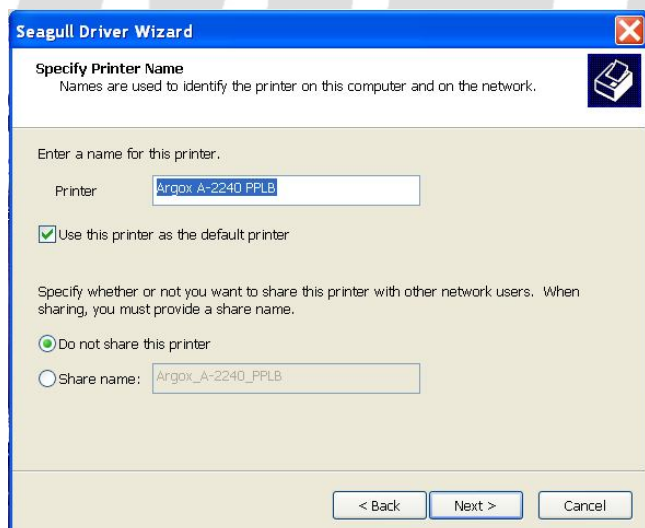 Seagull Driver Wizard
Specify Printer Name
Names are used to identify the printer on this computer and on the network.
Enter a name for this printer.
Printer Argox A-2240 PPLB
Use this printer as the default printer
Specify whether or not you want to share this printer with other network users. When
sharing, you must provide a share name.
Do not share this printer
Share name: Argox_A-2240_PPLB
< Back Next > Cancel